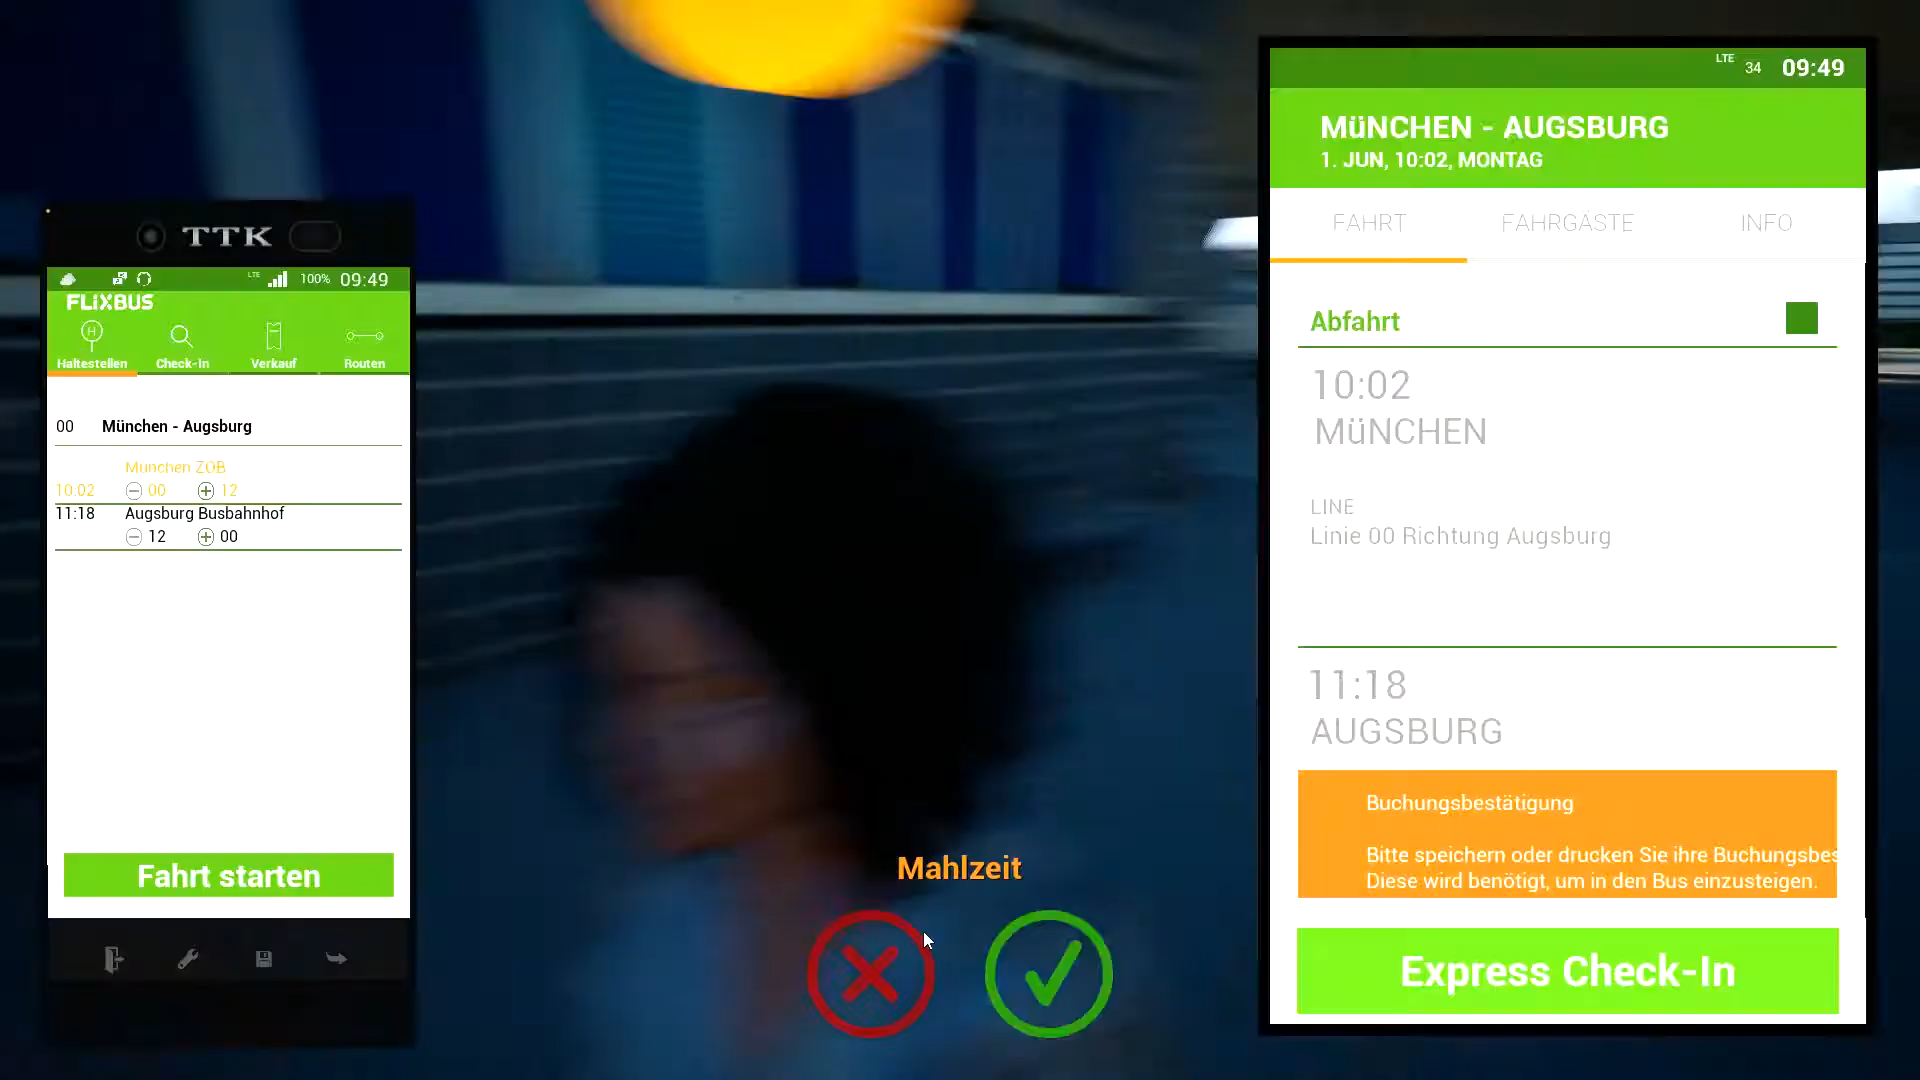 TTK
LTE 100% 09:49
FLiXBUS
H
Haltestellen Check-In Verkauf Routen
00 München - Augsburg
München ZOB
10:02 00 12
11:18 Augsburg Busbahnhof
12 00
Fahrt starten
Mahlzeit
LTE 34 09:49
MüNCHEN - AUGSBURG
1. JUN, 10:02, MONTAG
FAHRT FAHRGÄSTE INFO
Abfahrt
10:02
MüNCHEN
LINE
Linie 00 Richtung Augsburg
11:18
AUGSBURG
Buchungsbestätigung
Bitte speichern oder drucken Sie ihre Buchungsbes
Diese wird benötigt, um in den Bus einzusteigen.
Express Check-In